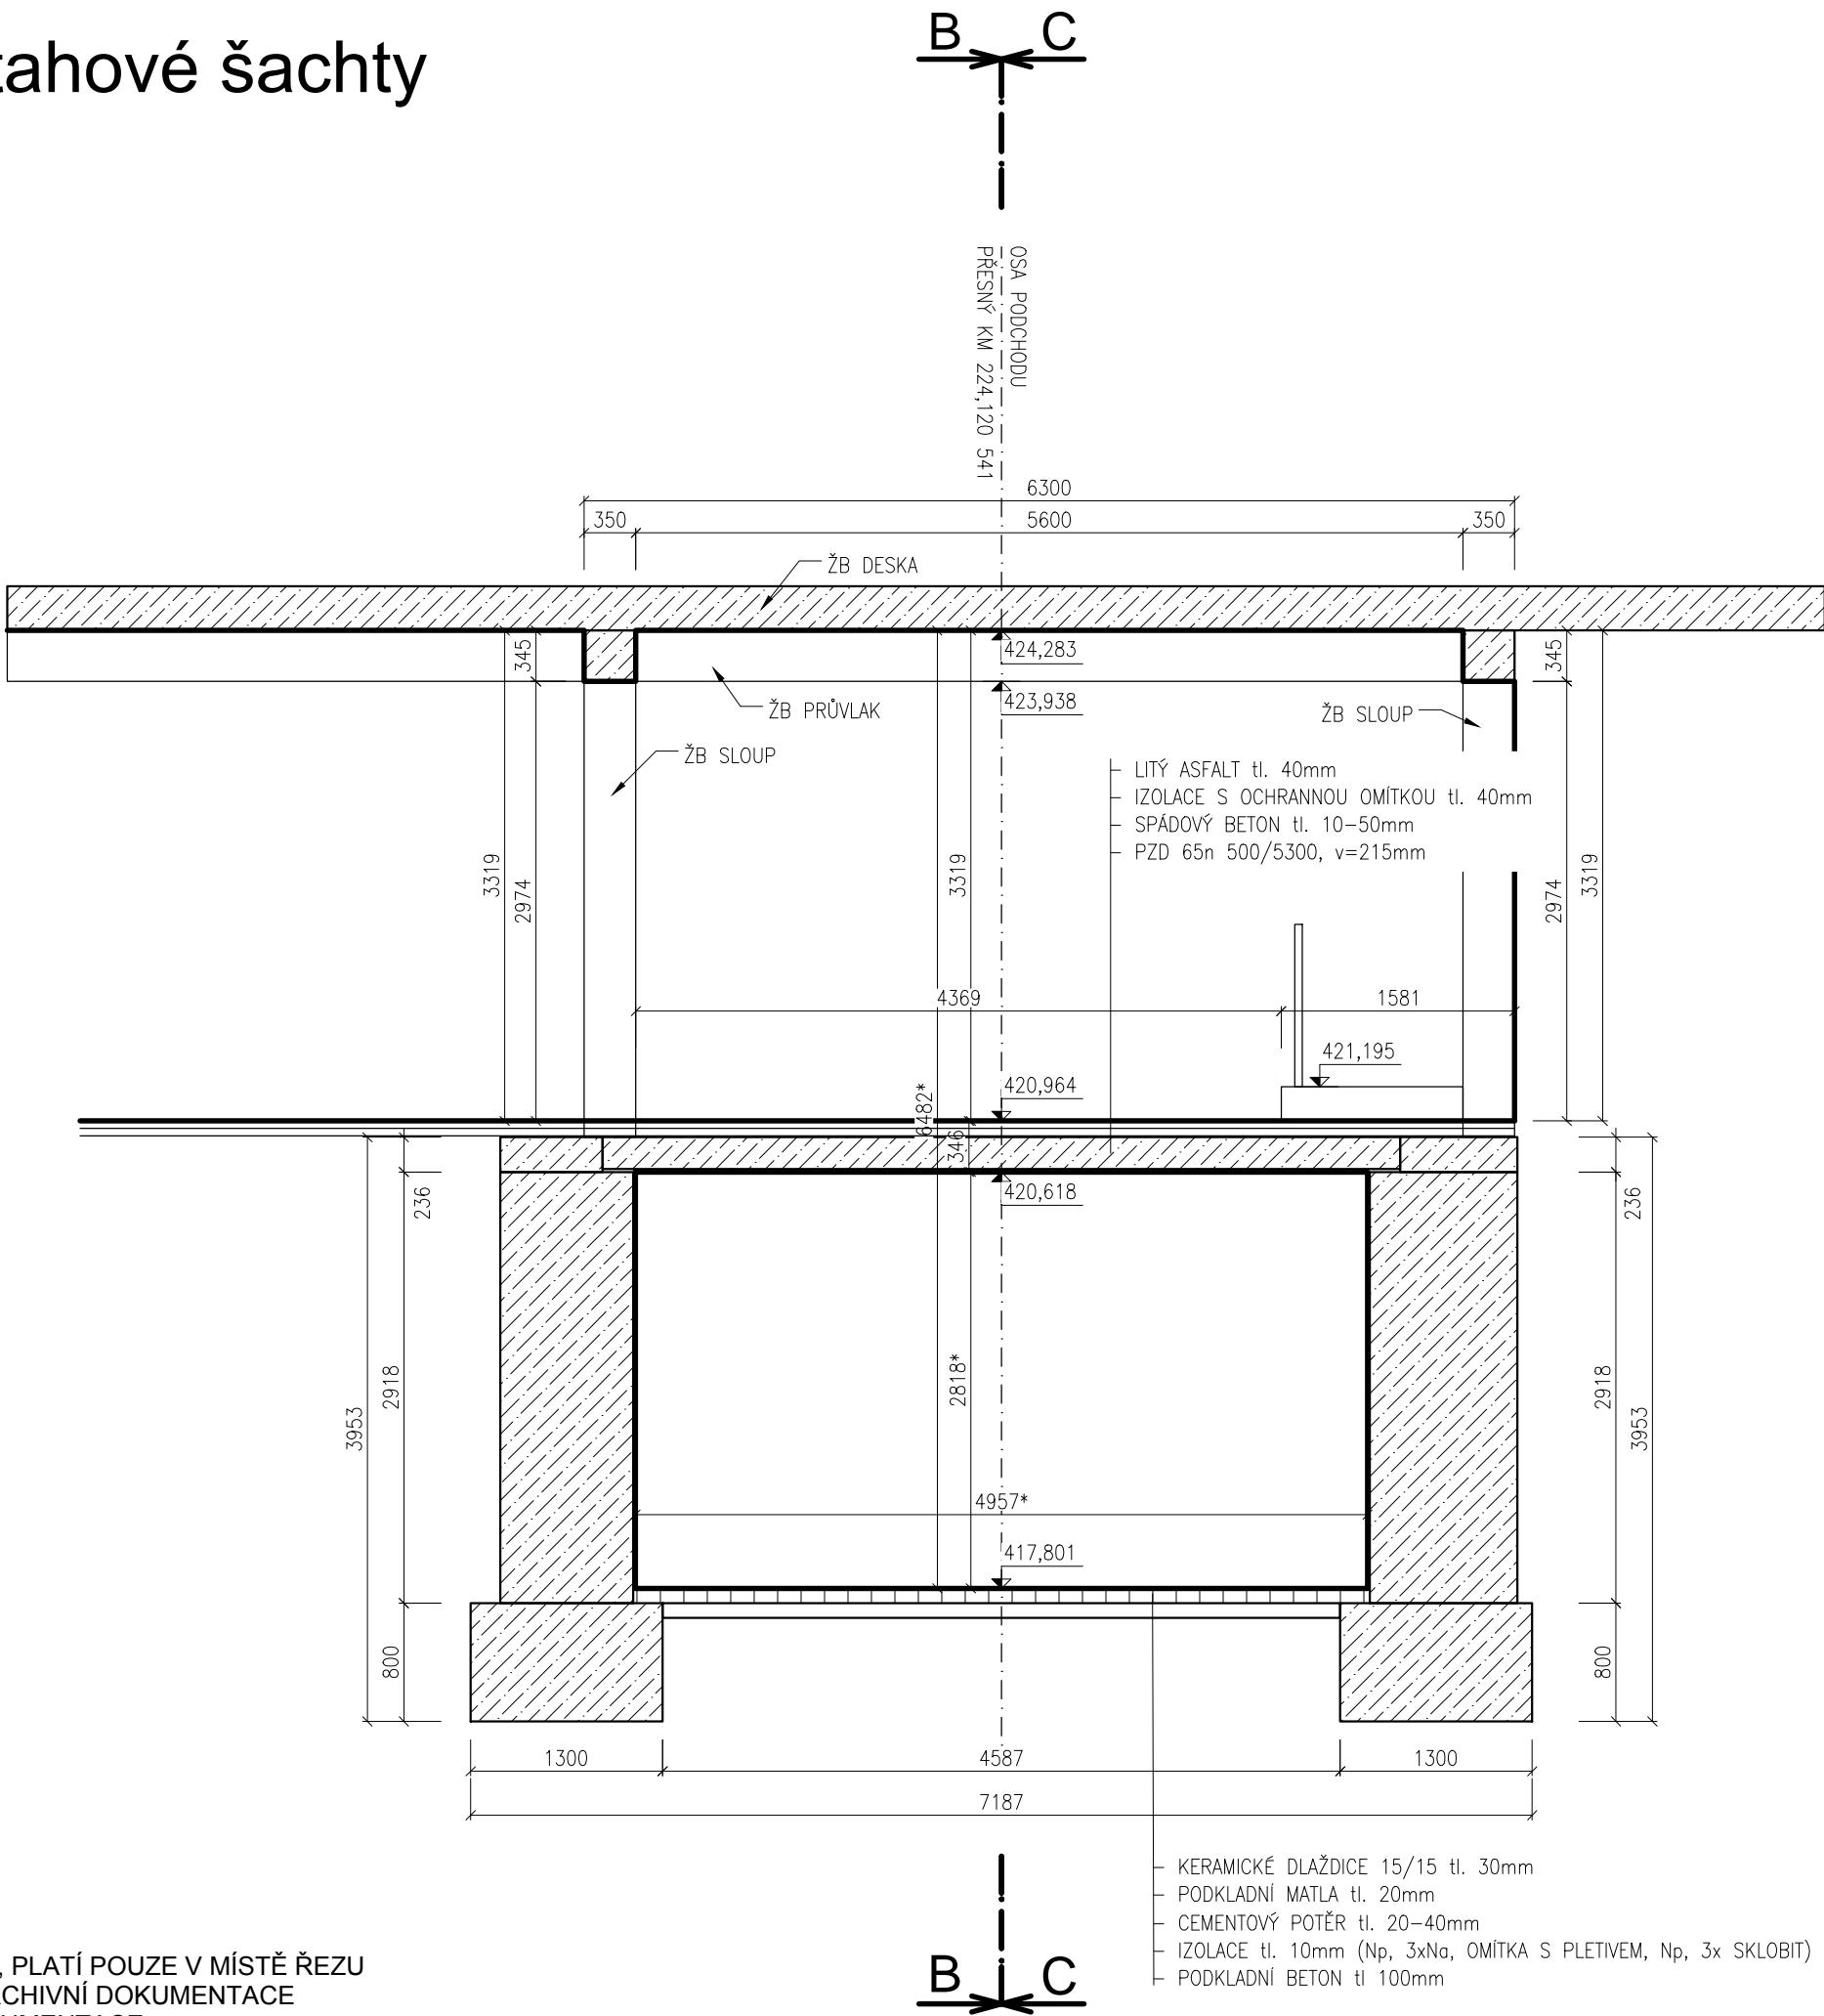 tahové šachty
B C
OSA PODCHODU
PŘESNÝ KM 224,120 541
6300
350 5600 350
ŽB DESKA
345 424,283 345
423,938
ŽB PRŮVLAK
ŽB SLOUP
ŽB SLOUP
LITÝ ASFALT tl. 40mm
IZOLACE S OCHRANNOU OMÍTKOU tl. 40mm
SPÁDOVÝ BETON tl. 10-50mm
PZD 65n 500/5300, v=215mm
3319 2974 3319 2974 3319
4369 1581
421,195
420,964
6482*
346
420,618
236 236
2918 2818* 2918
3953 3953
4957*
417,801
800 800
1300 4587 1300
7187
KERAMICKÉ DLAŽDICE 15/15 tl. 30mm
PODKLADNÍ MATLA tl. 20mm
CEMENTOVÝ POTĚR tl. 20-40mm
IZOLACE tl. 10mm (Np, 3xNa, OMÍTKA S PLETIVEM, Np, 3x SKLOBIT)
PODKLADNÍ BETON tl 100mm
, PLATÍ POUZE V MÍSTĚ ŘEZU
CHIVNÍ DOKUMENTACE
B C